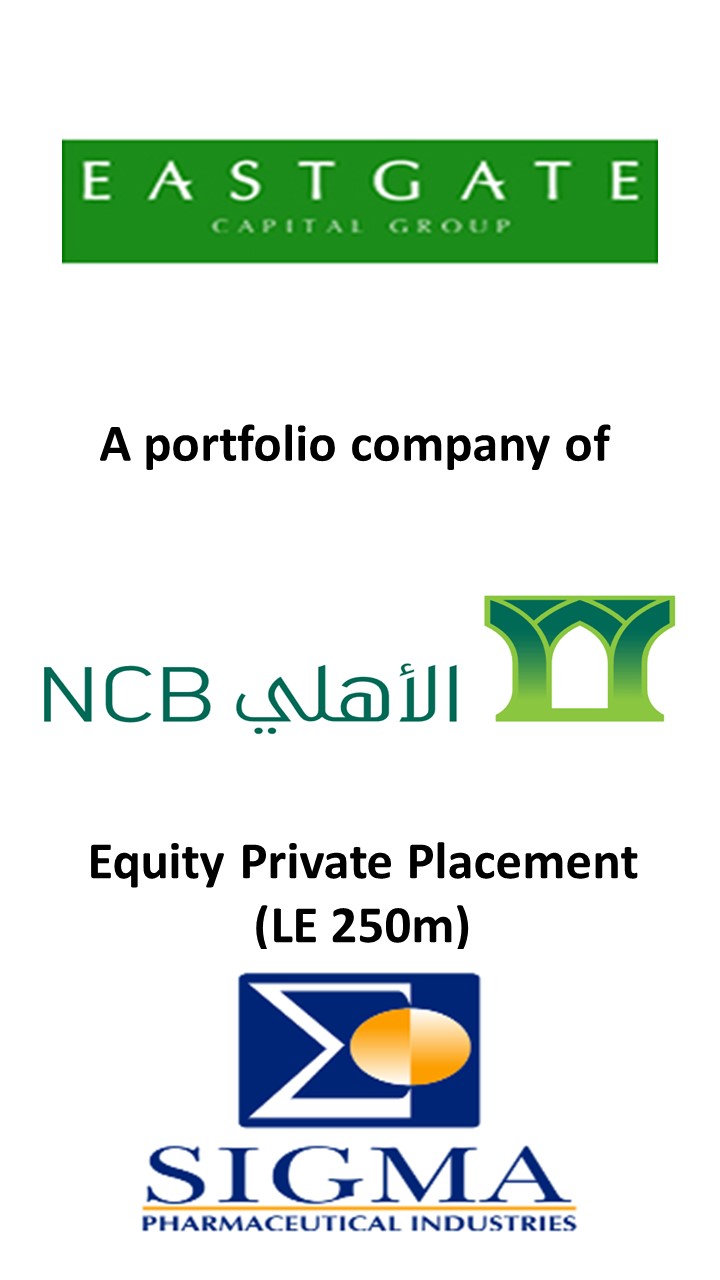 EASTGATE
CAPITAL GROUP
A portfolio company of
NCB الأهلي
Equity Private Placement
(LE 250m)
SIGMA
PHARMACEUTICAL INDUSTRIES